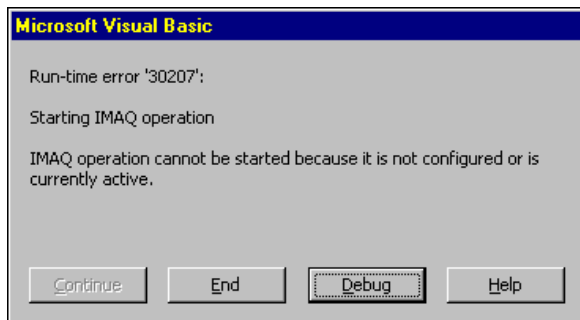 Microsoft Visual Basic
Run-time error '30207':
Starting IMAQ operation
IMAQ operation cannot be started because it is not configured or is
currently active.
Continue End Debug Help